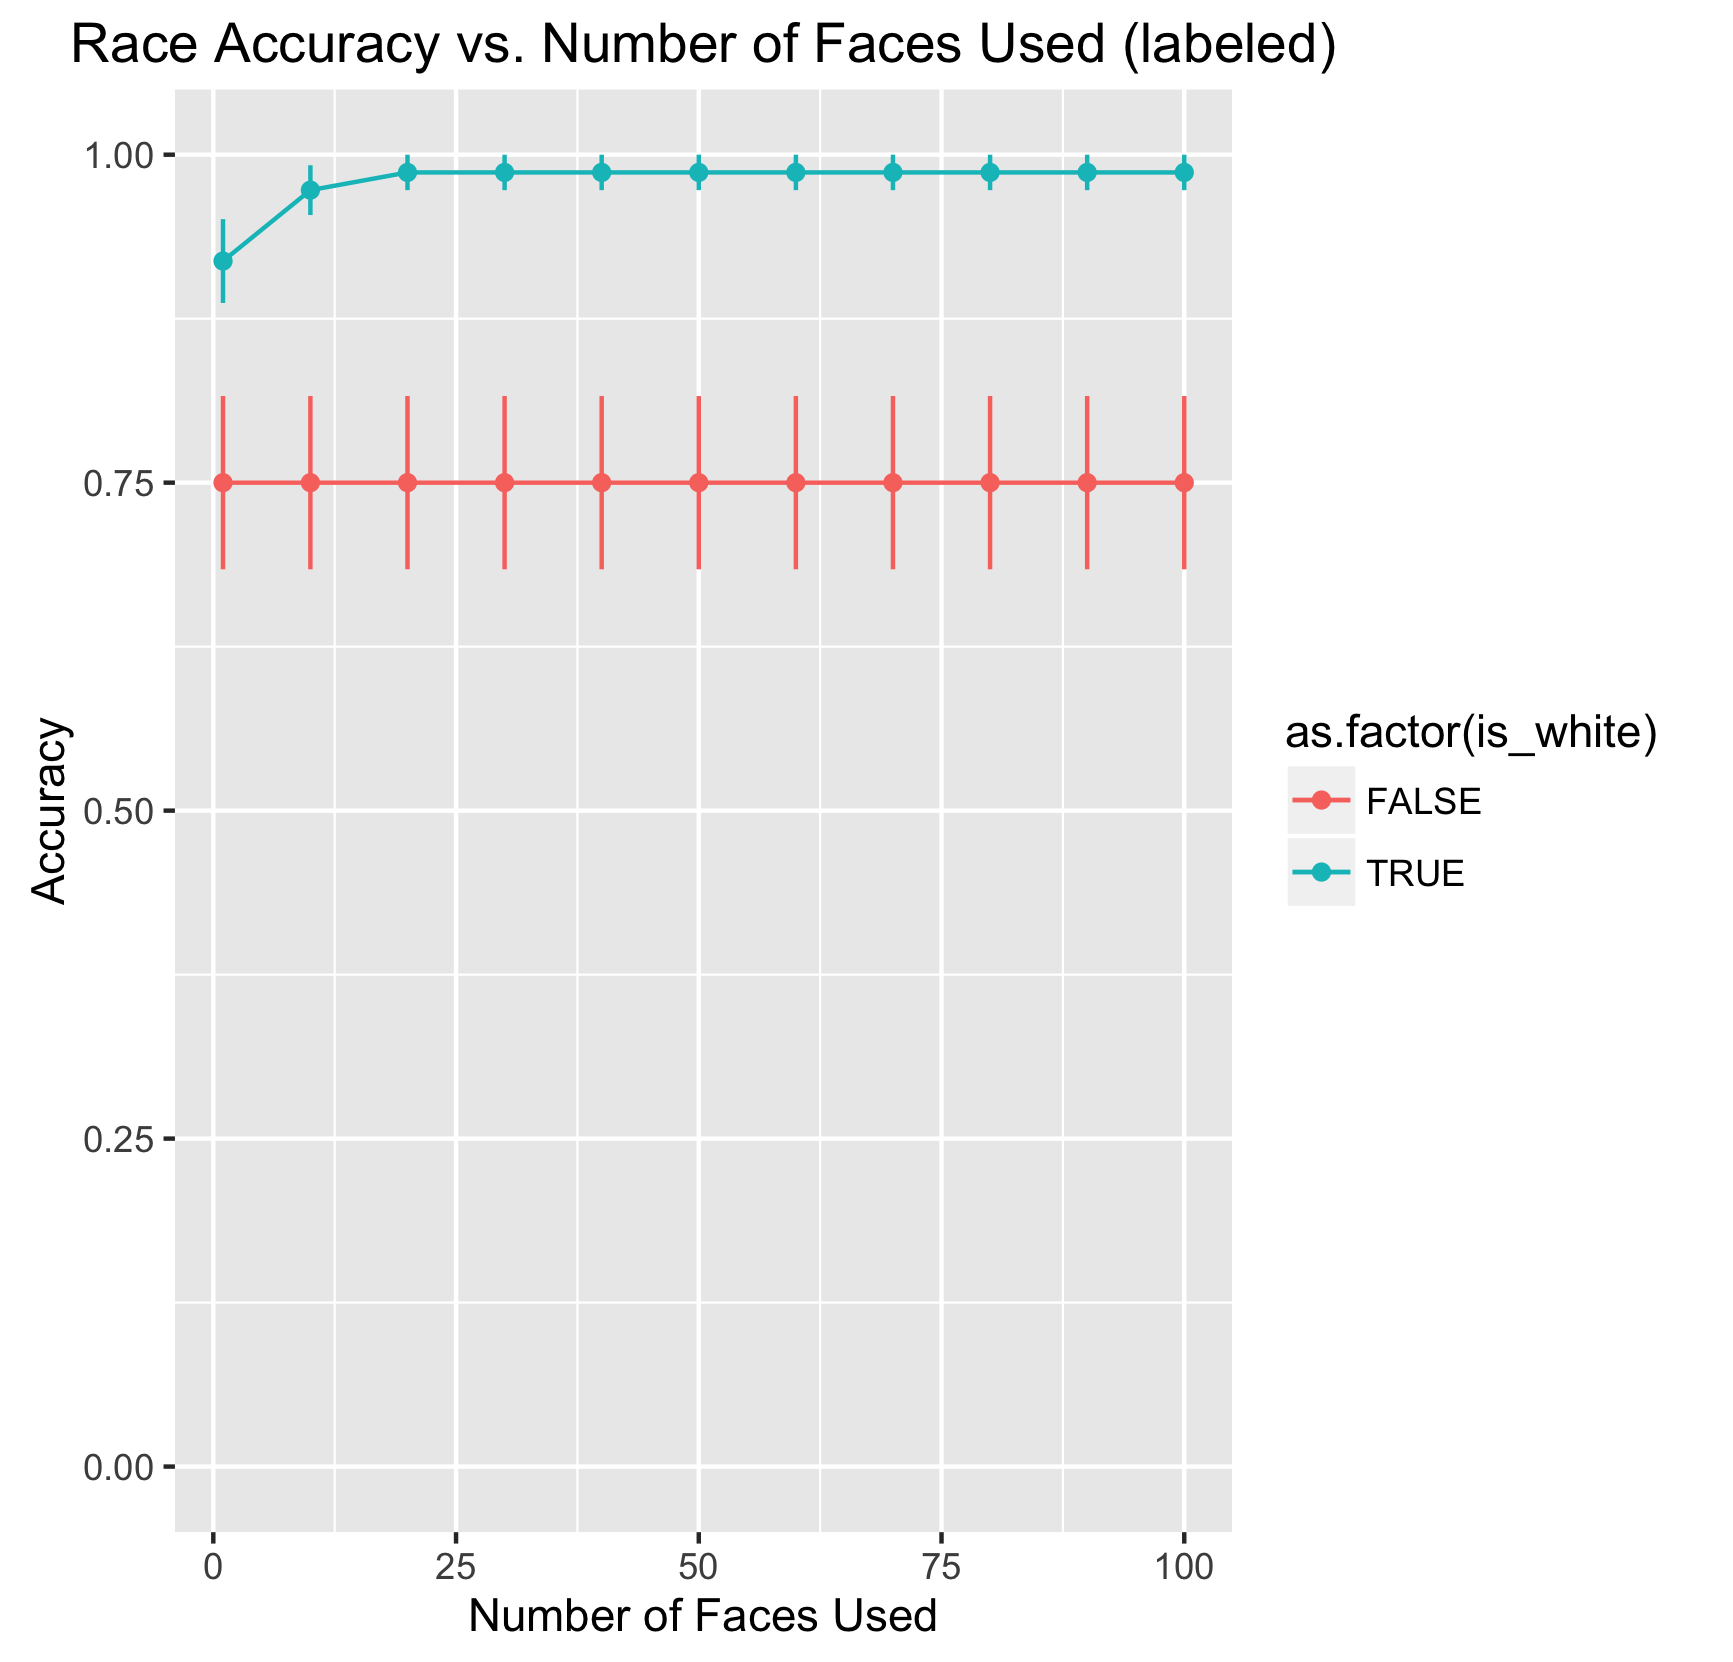 Race Accuracy vs. Number of Faces Used (labeled)
1.00
0.75
0.50
0.25
0.00
Accuracy
0 25 50 75 100
Number of Faces Used
as.factor(is_white)
FALSE
TRUE